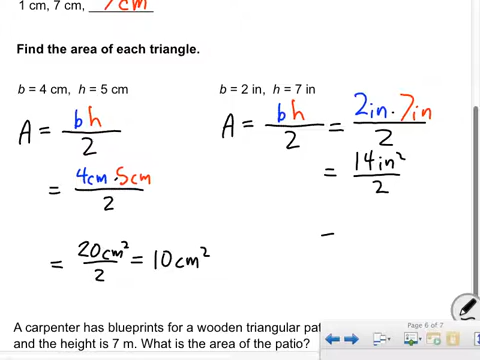 1 cm, 7 cm, 7 cm
Find the area of each triangle.
b = 4 cm, h = 5 cm
A = bh/2
= 4cm · 5cm/2
= 20cm²/2 = 10cm²
b = 2 in, h = 7 in
A = bh/2 = 2in · 7in/2
= 14in²/2
=
A carpenter has blueprints for a wooden triangular pat
and the height is 7 m. What is the area of the patio?
Page 6 of 7